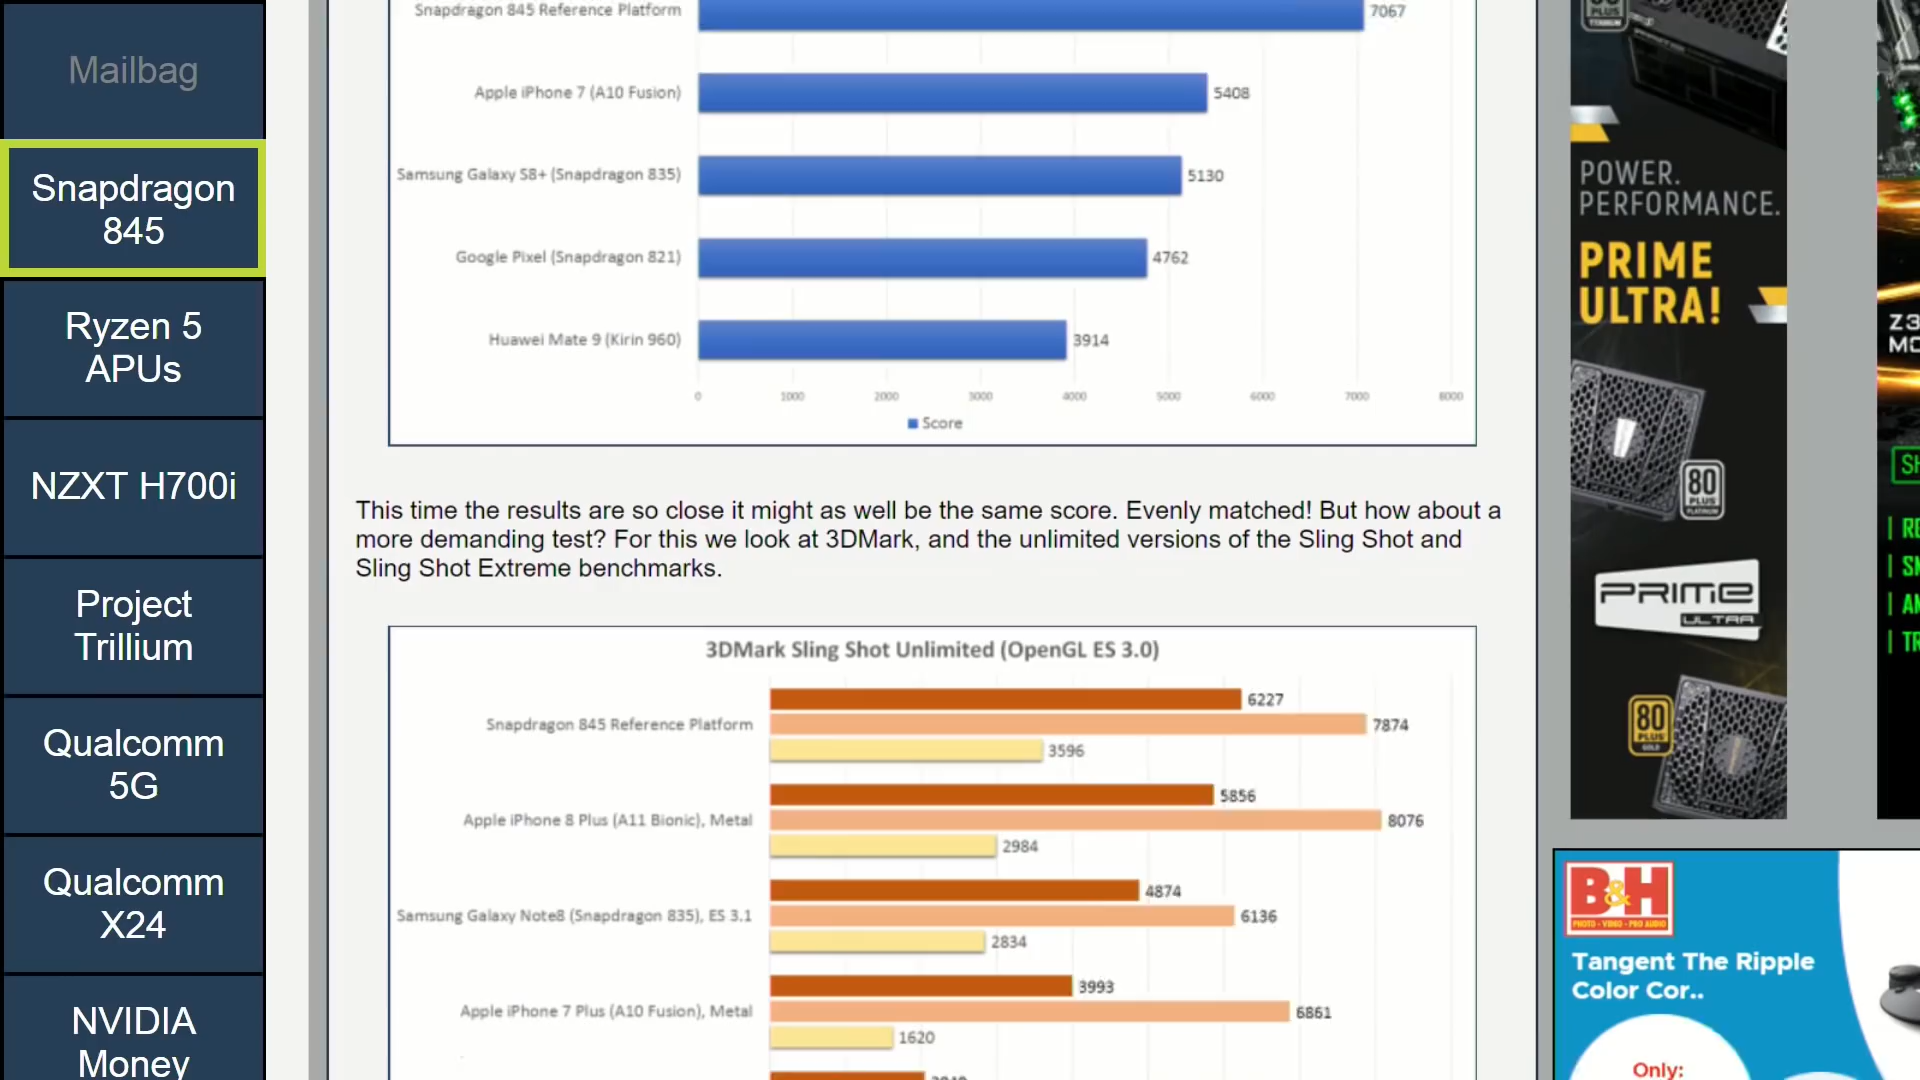 Mailbag
Snapdragon
845
Ryzen 5
APUs
NZXT H700i
Project
Trillium
Qualcomm
5G
Qualcomm
X24
NVIDIA
Money
Snapdragon 845 Reference Platform
7067
Apple iPhone 7 (A10 Fusion)
5408
Samsung Galaxy S8+ (Snapdragon 835)
5130
Google Pixel (Snapdragon 821)
4762
Huawei Mate 9 (Kirin 960)
3914
0 1000 2000 3000 4000 5000 6000 7000 8000
Score
This time the results are so close it might as well be the same score. Evenly matched! But how about a
more demanding test? For this we look at 3DMark, and the unlimited versions of the Sling Shot and
Sling Shot Extreme benchmarks.
3DMark Sling Shot Unlimited (OpenGL ES 3.0)
6227
Snapdragon 845 Reference Platform
7874
3596
5856
Apple iPhone 8 Plus (A11 Bionic), Metal
8076
2984
4874
Samsung Galaxy Note8 (Snapdragon 835), ES 3.1
6136
2834
3993
Apple iPhone 7 Plus (A10 Fusion), Metal
6861
1620
POWER.
PERFORMANCE.
PRIME
ULTRA!
80
PLUS
PLATINUM
PRIME
ULTRA
80
PLUS
GOLD
B&H
PHOTO - VIDEO - PRO AUDIO
Tangent The Ripple
Color Cor..
Only: